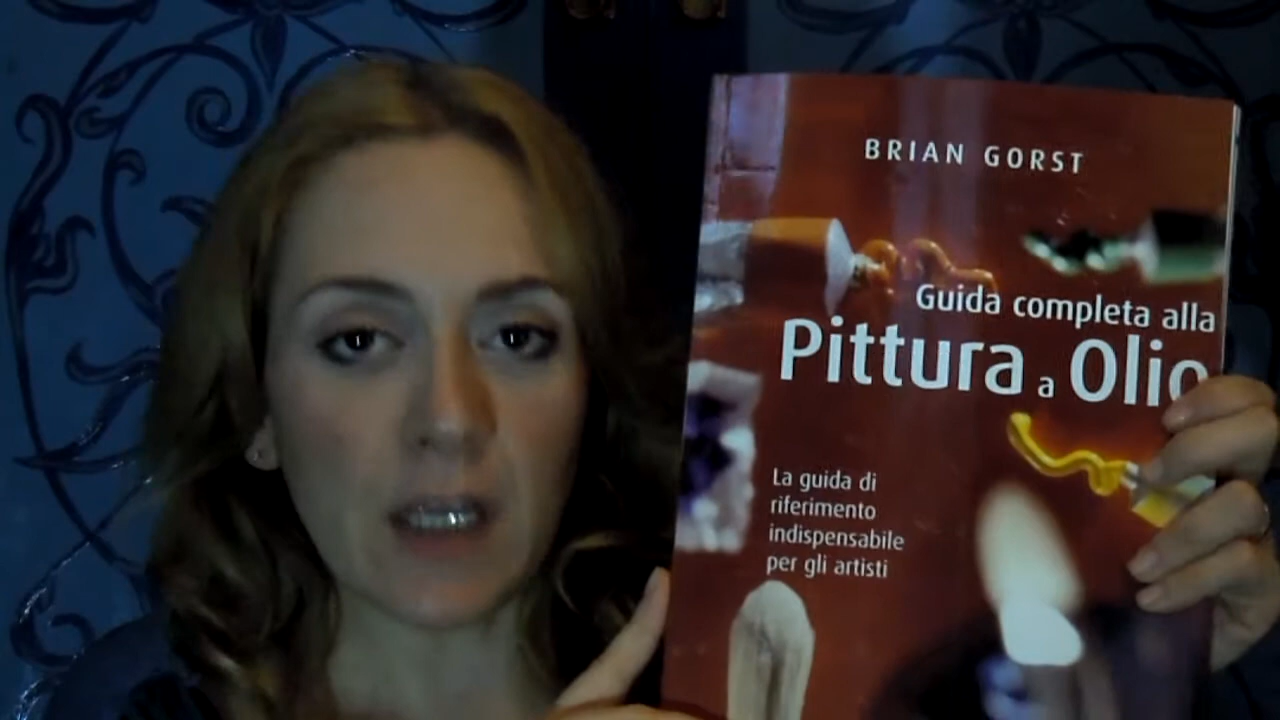 BRIAN GORST
Guida completa alla
Pittura a Olio
La guida di
riferimento
indispensabile
per gli artisti